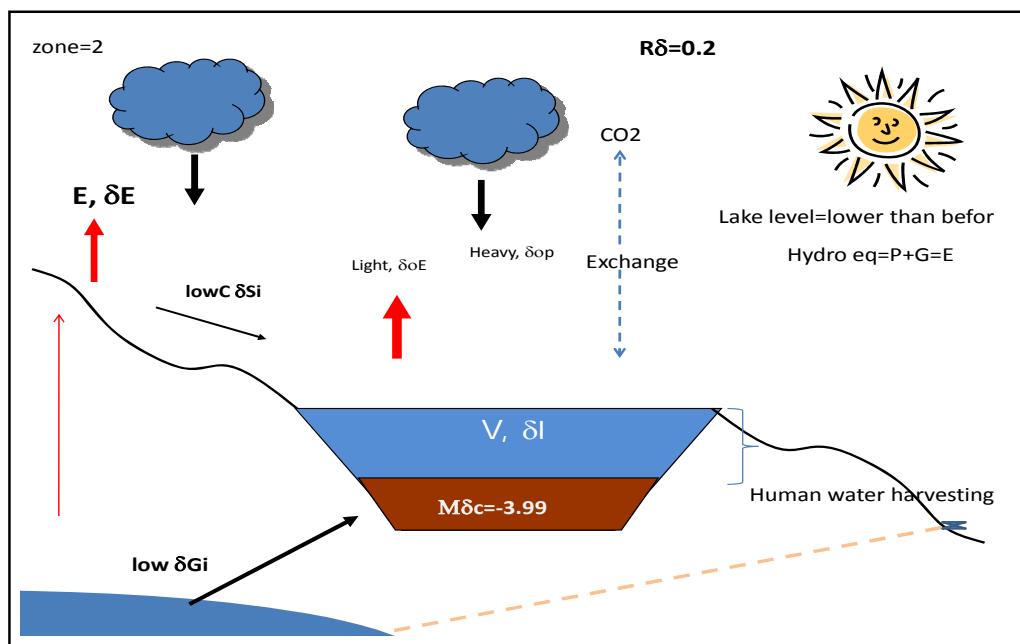 zone=2
Rδ=0.2
CO2
E, δE
Lake level=lower than befor
Hydro eq=P+G=E
Heavy, δop
Light, δoE
Exchange
lowC δSi
V, δl
Mδc=-3.99
Human water harvesting
low δGi